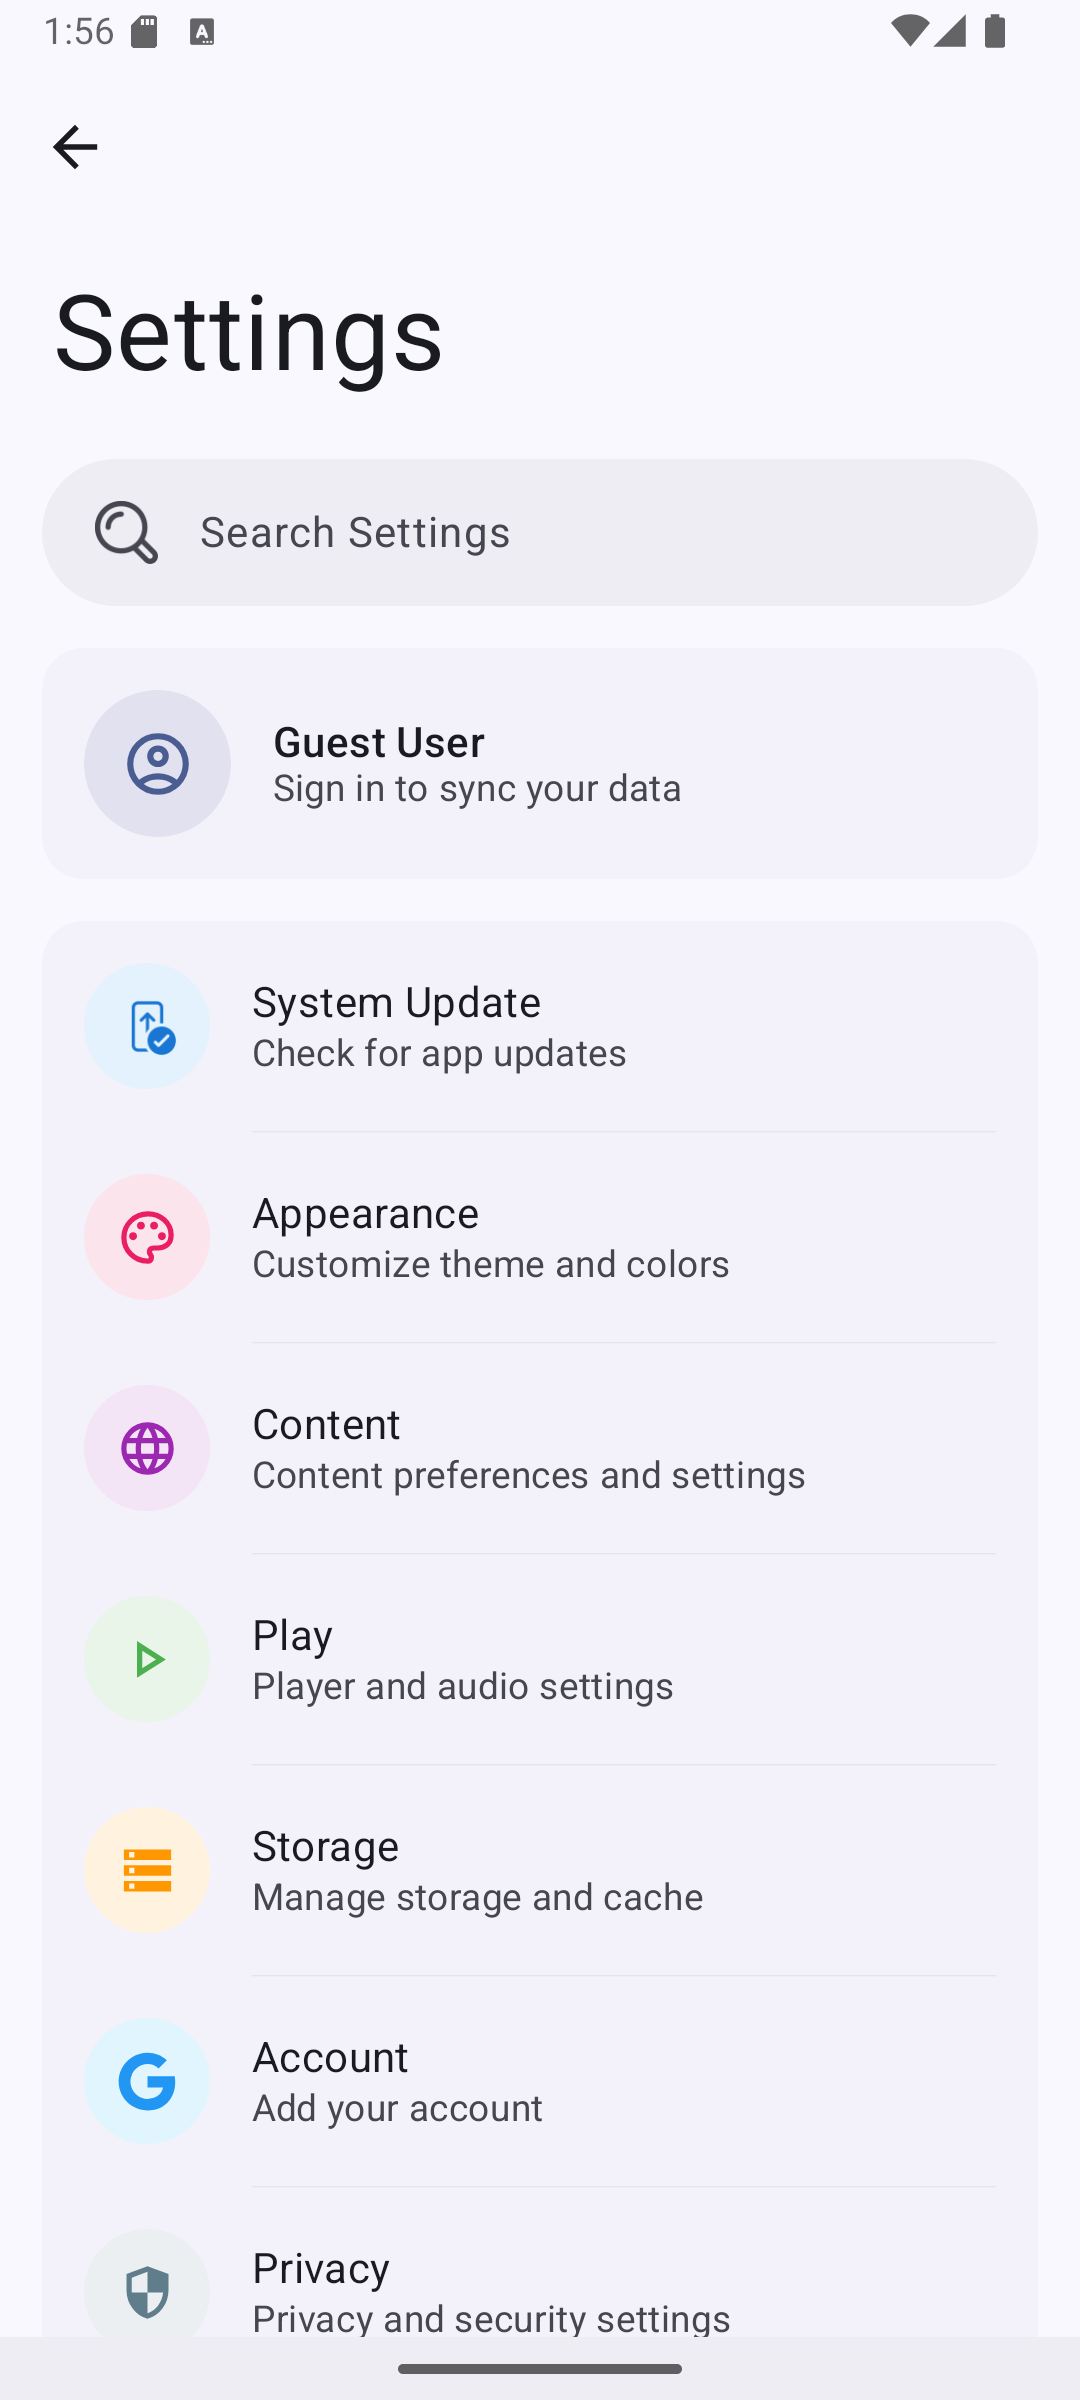 1:56
Settings
Search Settings
Guest User
Sign in to sync your data
System Update
Check for app updates
Appearance
Customize theme and colors
Content
Content preferences and settings
Play
Player and audio settings
Storage
Manage storage and cache
Account
Add your account
Privacy
Privacy and security settings